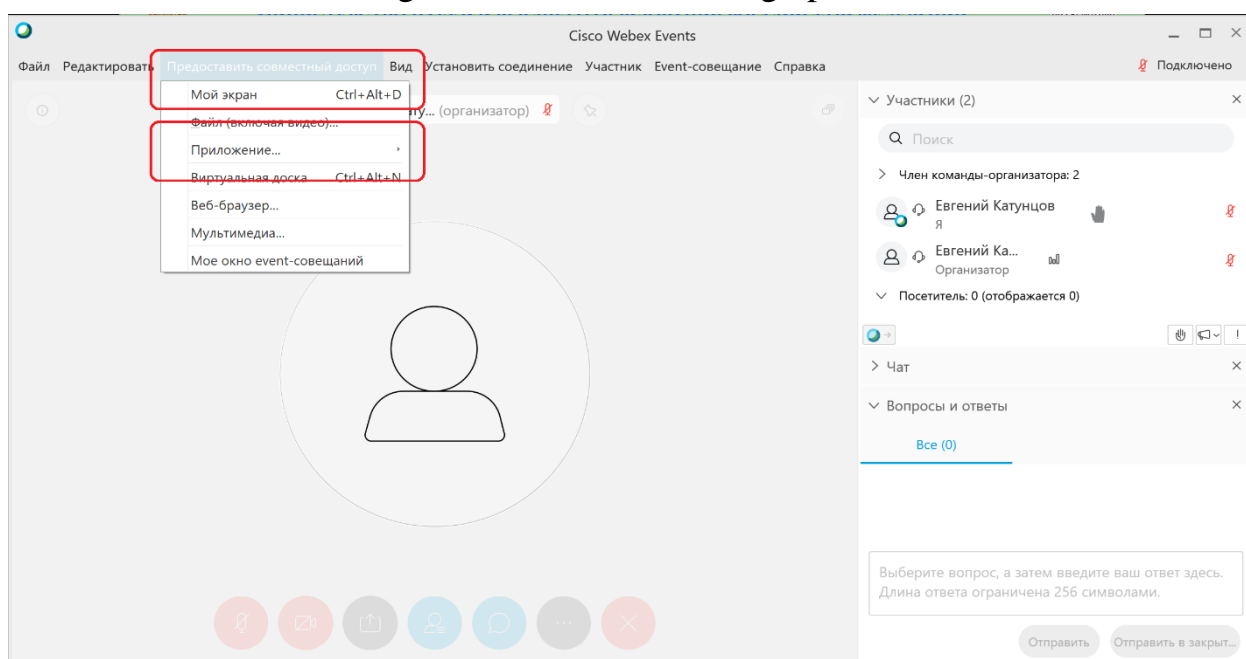 Cisco Webex Events
Файл Редактировать Предоставить совместный доступ Вид Установить соединение Участник Event-совещание Справка Подключено
Мой экран Ctrl+Alt+D
(организатор)
Файл (включая видео)...
Приложение...
Виртуальная доска Ctrl+Alt+N
Веб-браузер...
Мультимедиа...
Мое окно event-совещаний
Участники (2)
Поиск
Член команды-организатора: 2
Евгений Катунцов
Я
Евгений Ка...
Организатор
Посетитель: 0 (отображается 0)
Чат
Вопросы и ответы
Все (0)
Выберите вопрос, а затем введите ваш ответ здесь.
Длина ответа ограничена 256 символами.
Отправить Отправить в закрыт...